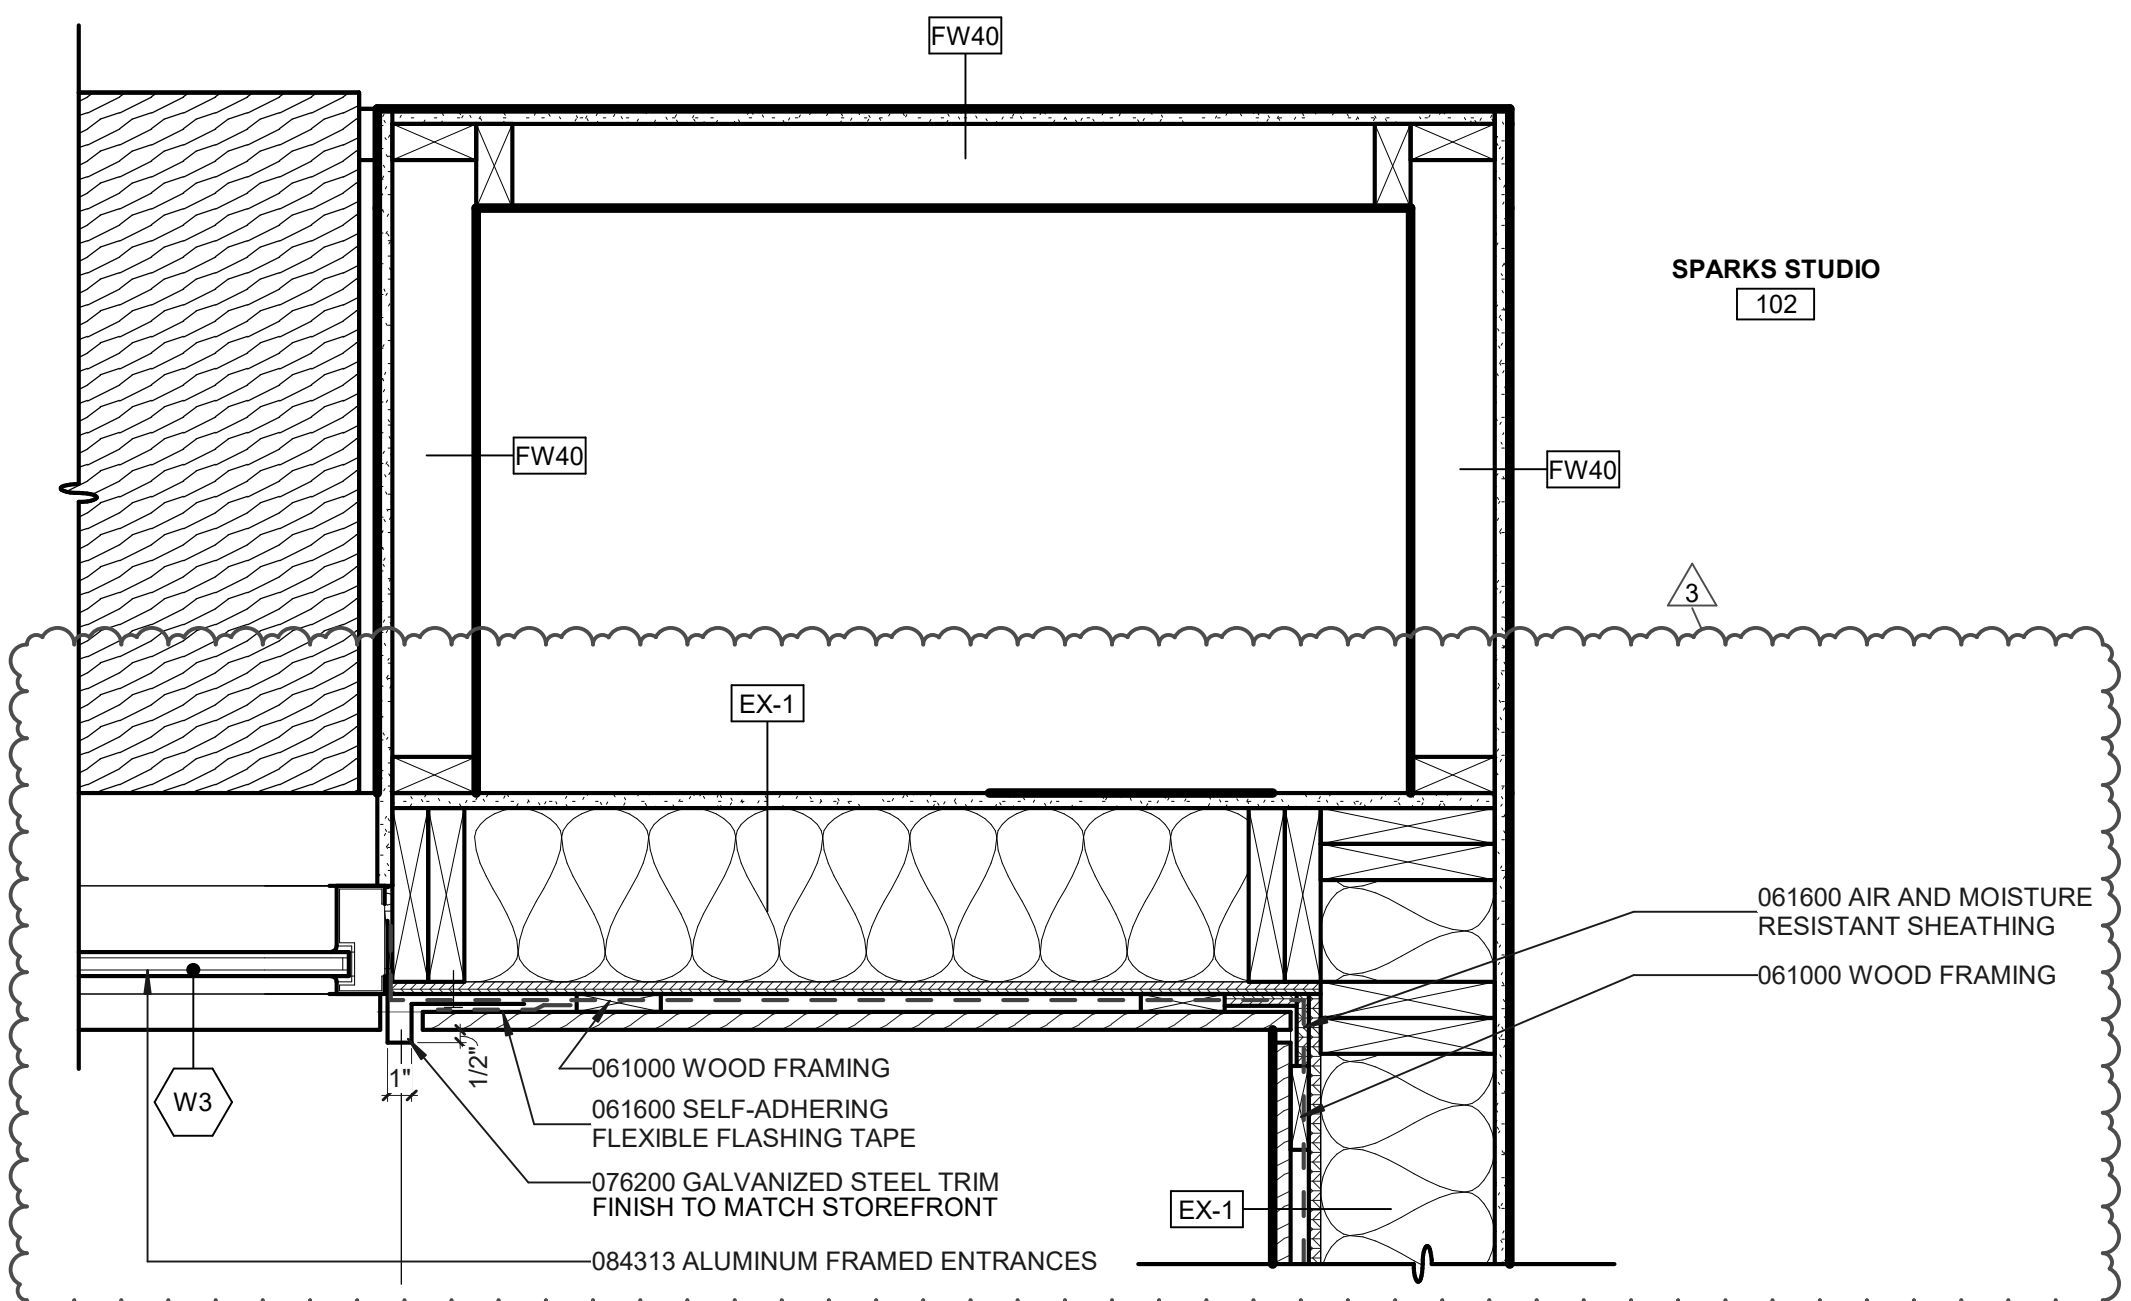 FW40
SPARKS STUDIO
102
FW40
FW40
3
EX-1
061600 AIR AND MOISTURE
RESISTANT SHEATHING
061000 WOOD FRAMING
1/2"
1"
061000 WOOD FRAMING
W3
061600 SELF-ADHERING
FLEXIBLE FLASHING TAPE
076200 GALVANIZED STEEL TRIM
FINISH TO MATCH STOREFRONT
EX-1
084313 ALUMINUM FRAMED ENTRANCES